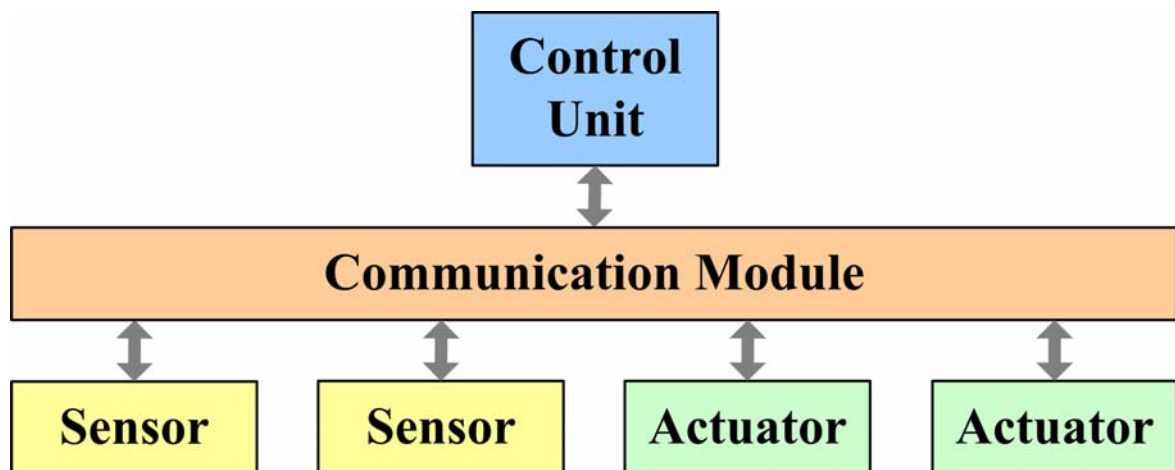 Control
Unit
Communication Module
Sensor
Sensor
Actuator
Actuator